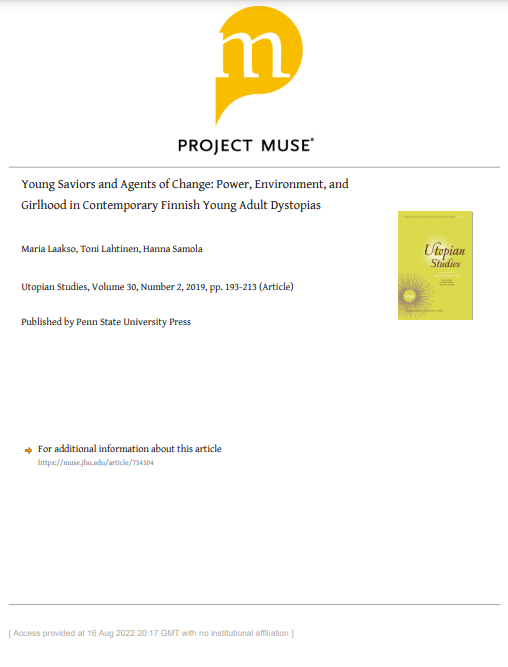 m
PROJECT MUSE®
Young Saviors and Agents of Change: Power, Environment, and
Girlhood in Contemporary Finnish Young Adult Dystopias
Maria Laakso, Toni Lahtinen, Hanna Samola
Utopian Studies, Volume 30, Number 2, 2019, pp. 193-213 (Article)
Published by Penn State University Press
Utopian
Studies
For additional information about this article
https://muse.jhu.edu/article/734104
[ Access provided at 16 Aug 2022 20:17 GMT with no institutional affiliation ]